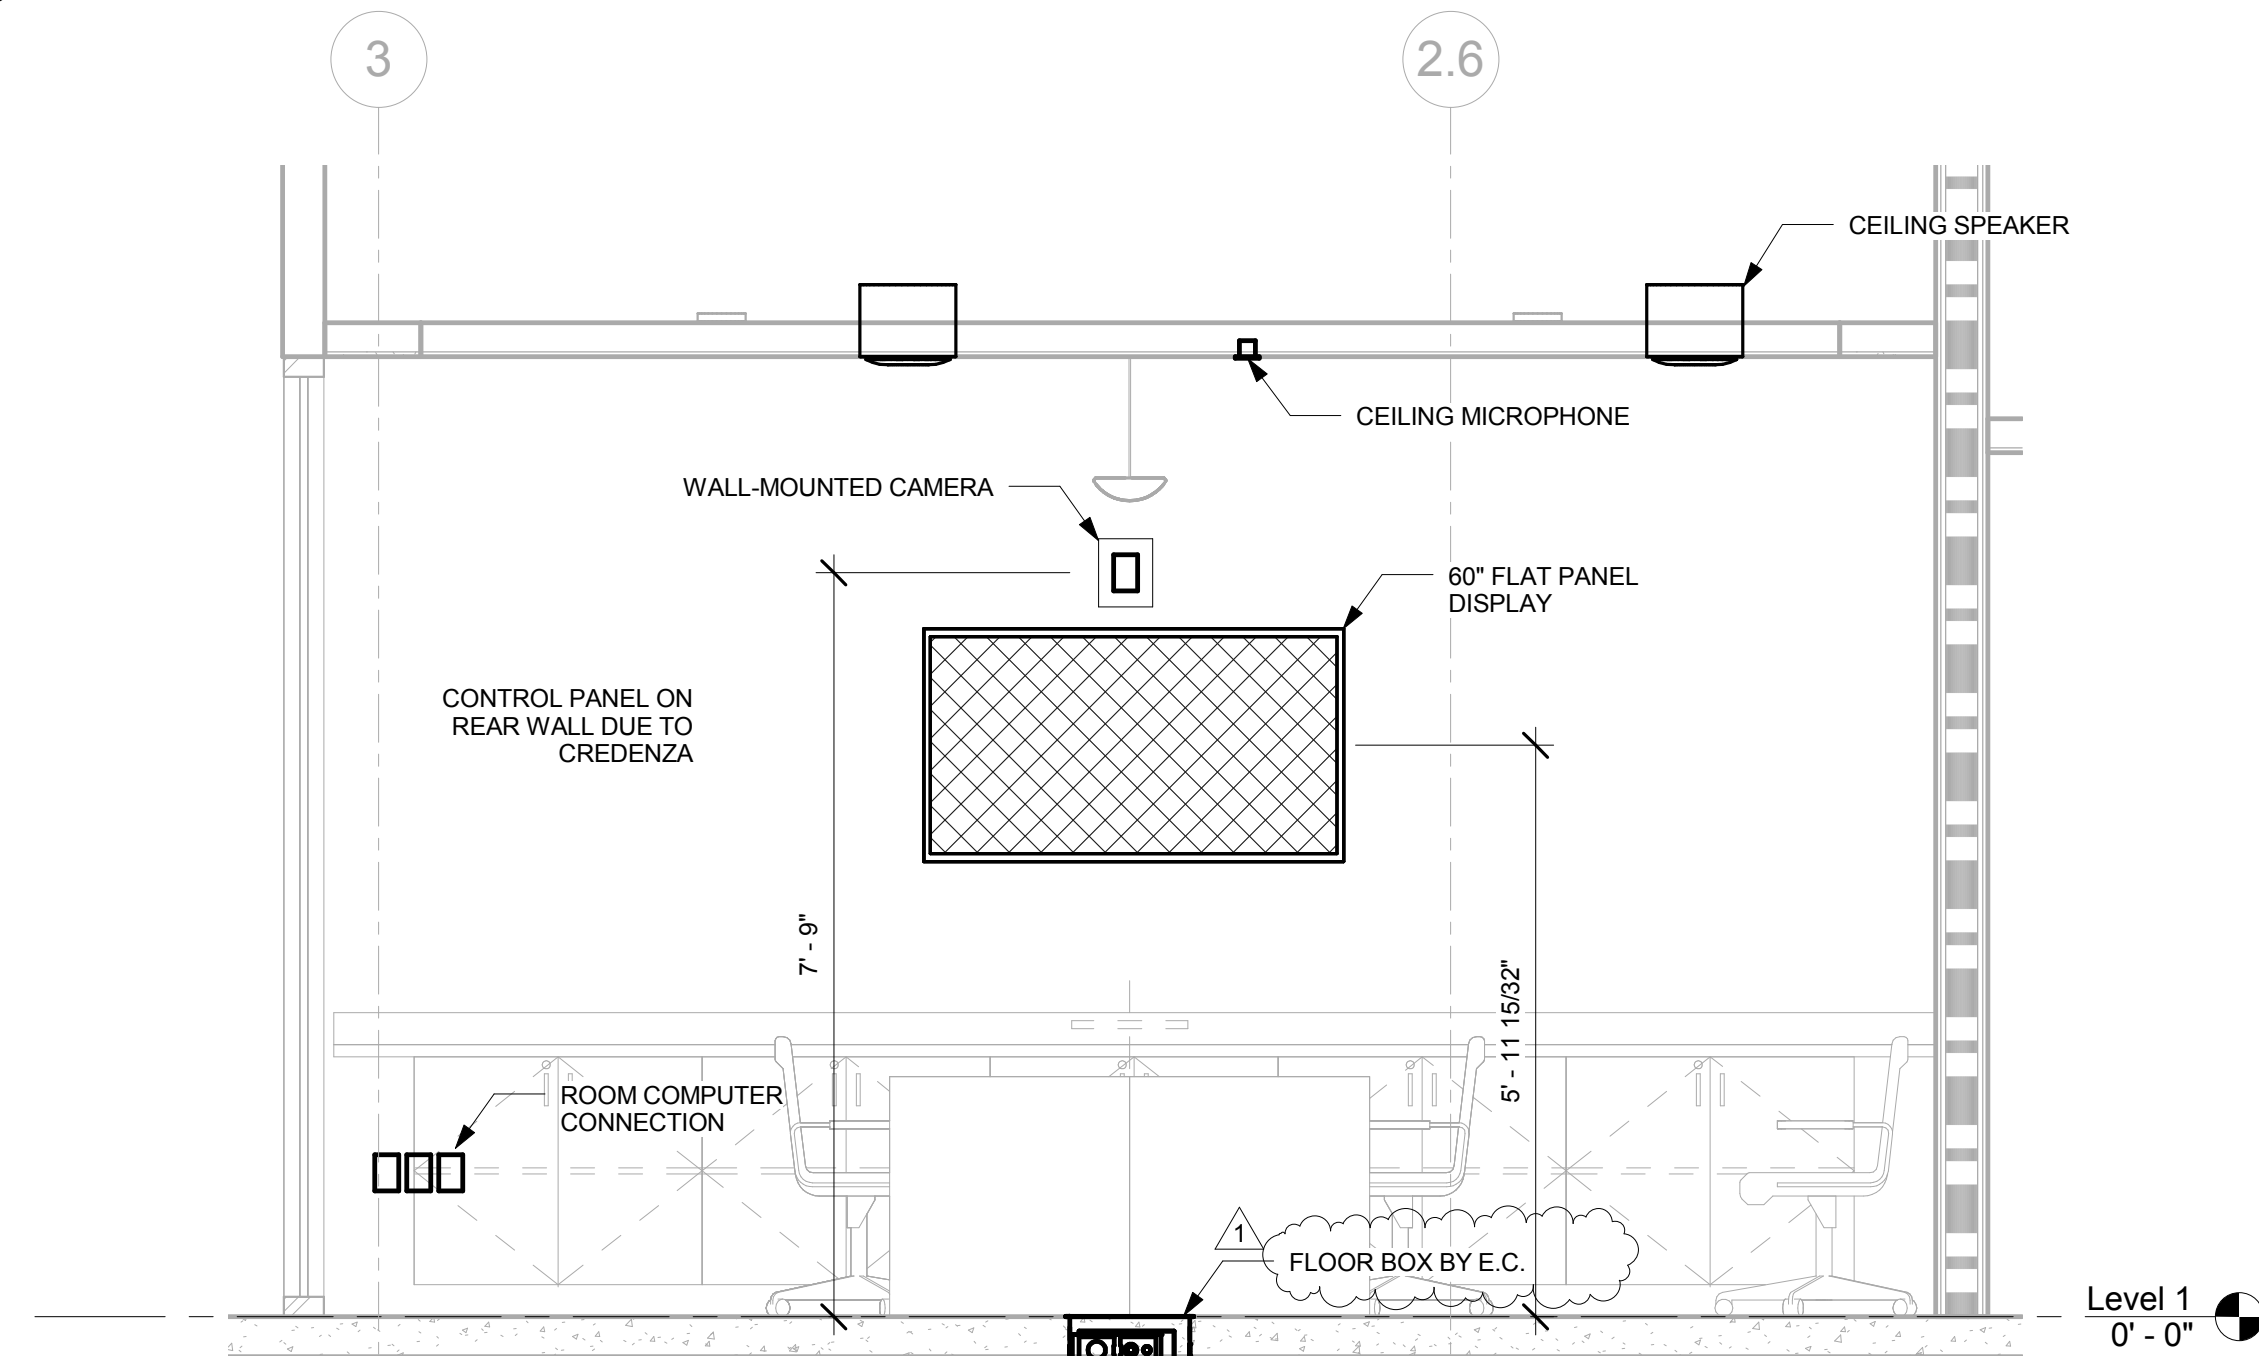 3
2.6
CEILING SPEAKER
CEILING MICROPHONE
WALL-MOUNTED CAMERA
60" FLAT PANEL
DISPLAY
CONTROL PANEL ON
REAR WALL DUE TO
CREDENZA
7' - 9"
5' - 11 15/32"
ROOM COMPUTER
CONNECTION
1
FLOOR BOX BY E.C.
Level 1
0' - 0"